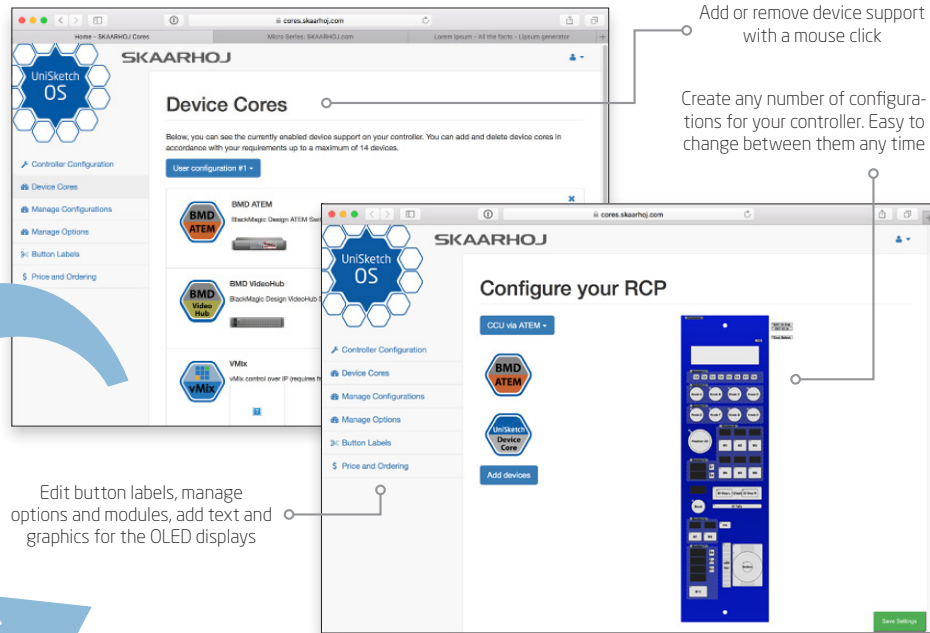 cores.skaarhoj.com
Home - SKAARHOJ Cores
Micro Series: SKAARHOJ.com
Lorem Ipsum - All the facts - Lipsum generator
UniSketch
OS
SKAARHOJ
Controller Configuration
Device Cores
Manage Configurations
Manage Options
Button Labels
Price and Ordering
Device Cores
Below, you can see the currently enabled device support on your controller. You can add and delete device cores in
accordance with your requirements up to a maximum of 14 devices.
User configuration #1
BMD
ATEM
BMD ATEM
BlackMagic Design ATEM
BMD
Video
Hub
BMD VideoHub
BlackMagic Design VideoHub
vMix
VMix
vMix control over IP (requires
Add or remove device support
with a mouse click
Create any number of configura-
tions for your controller. Easy to
change between them any time
cores.skaarhoj.com
UniSketch
OS
SKAARHOJ
Controller Configuration
Device Cores
Manage Configurations
Manage Options
Button Labels
Price and Ordering
Configure your RCP
CCU via ATEM
BMD
ATEM
UniSketch
Device
Core
Add devices
Save Settings
Edit button labels, manage
options and modules, add text and
graphics for the OLED displays